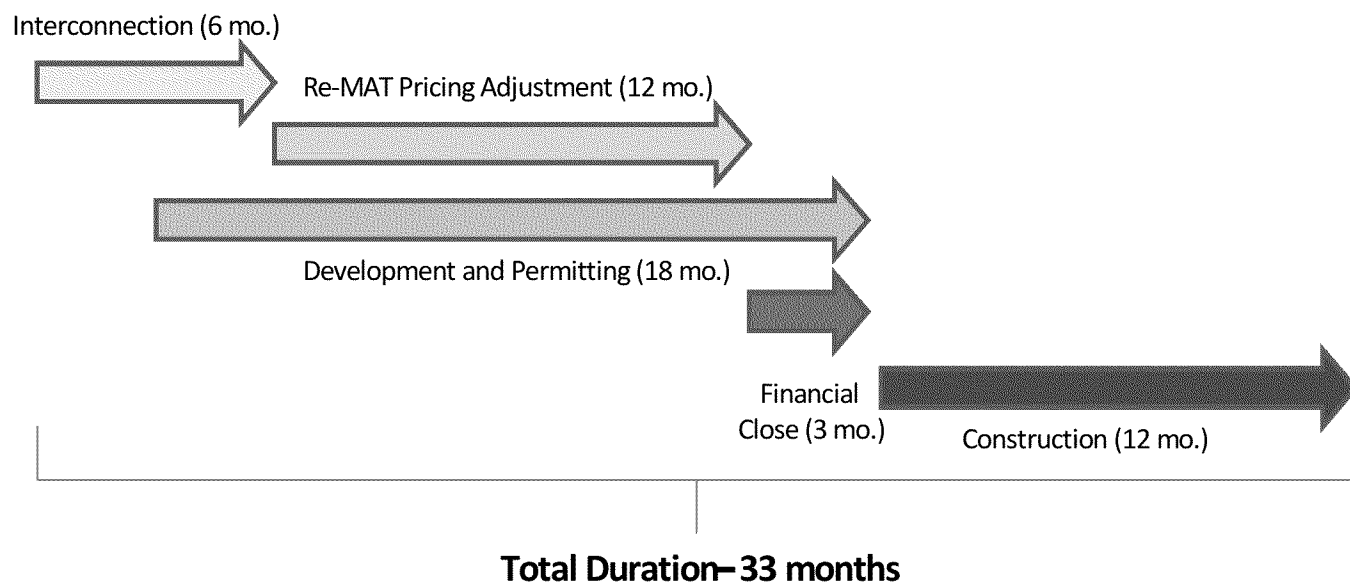 Interconnection (6 mo.)
Re-MAT Pricing Adjustment (12 mo.)
Development and Permitting (18 mo.)
Financial
Close (3 mo.)
Construction (12 mo.)
Total Duration– 33 months